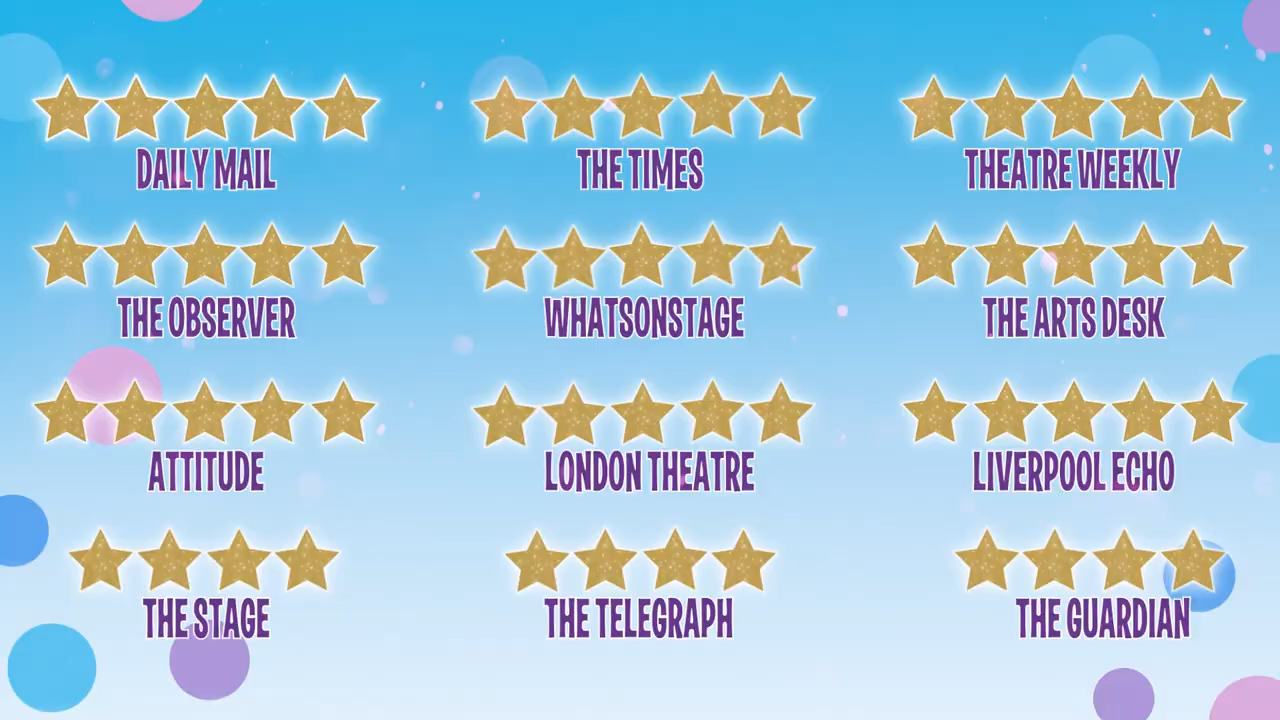 DAILY MAIL
THE TIMES
THEATRE WEEKLY
THE OBSERVER
WHATSONSTAGE
THE ARTS DESK
ATTITUDE
LONDON THEATRE
LIVERPOOL ECHO
THE STAGE
THE TELEGRAPH
THE GUARDIAN